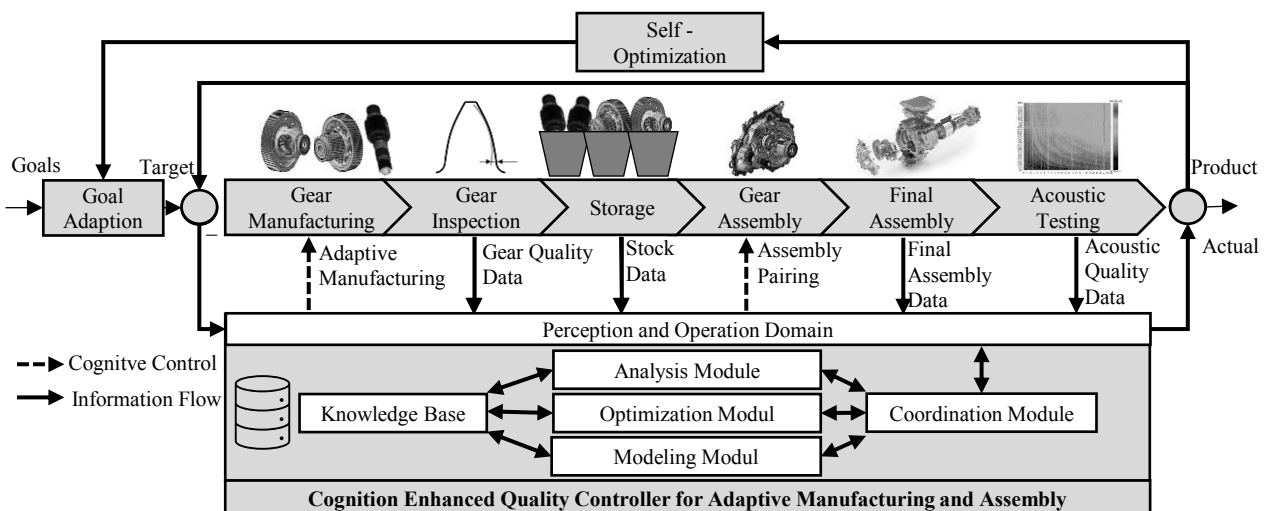 Self -
Optimization
Goals
Target
Product
Goal
Adaption
Gear
Manufacturing
Gear
Inspection
Storage
Gear
Assembly
Final
Assembly
Acoustic
Testing
–
Adaptive
Manufacturing
Gear Quality
Data
Stock
Data
Assembly
Pairing
Final
Assembly
Data
Acoustic
Quality
Data
Actual
Perception and Operation Domain
Cognitve Control
Information Flow
Analysis Module
Knowledge Base
Optimization Modul
Coordination Module
Modeling Modul
Cognition Enhanced Quality Controller for Adaptive Manufacturing and Assembly